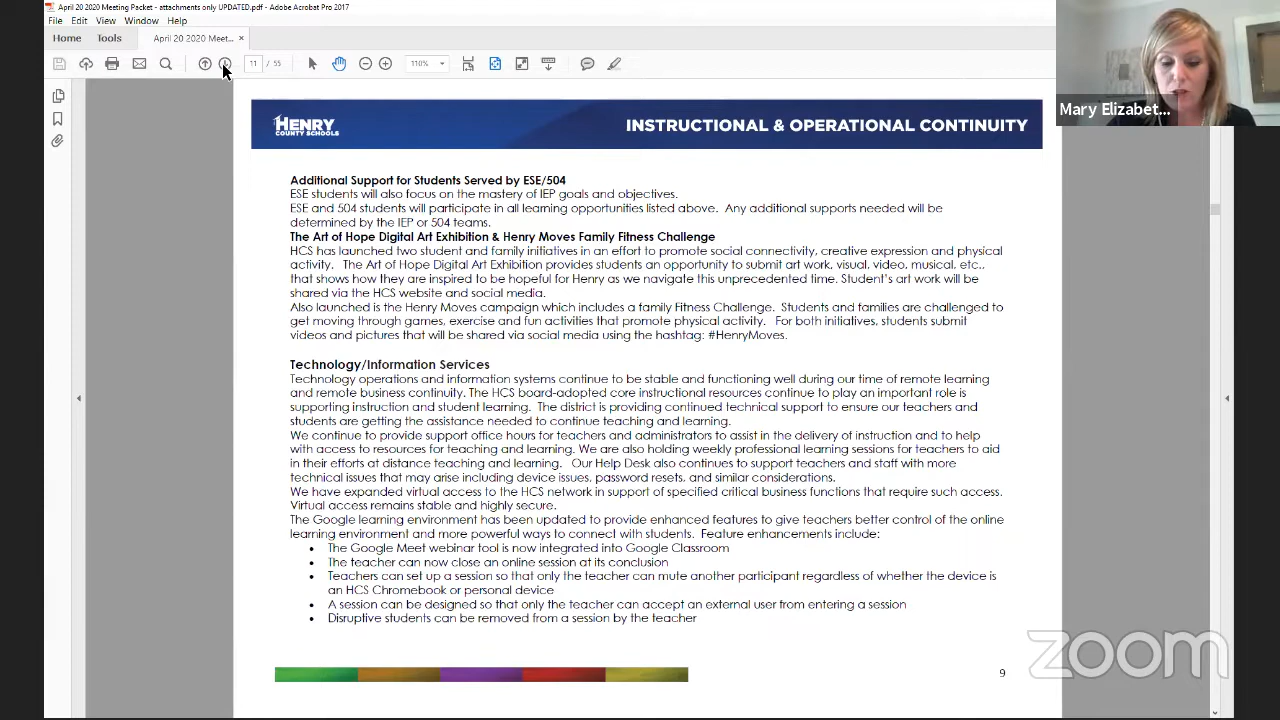 April 20 2020 Meeting Packet - attachments only UPDATED.pdf - Adobe Acrobat Pro 2017
File Edit View Window Help
Home Tools April 20 2020 Meet... ×
11 / 55 110%
Mary Elizabet...
HENRY
COUNTY SCHOOLS
INSTRUCTIONAL & OPERATIONAL CONTINUITY
Additional Support for Students Served by ESE/504
ESE students will also focus on the mastery of IEP goals and objectives.
ESE and 504 students will participate in all learning opportunities listed above. Any additional supports needed will be
determined by the IEP or 504 teams.
The Art of Hope Digital Art Exhibition & Henry Moves Family Fitness Challenge
HCS has launched two student and family initiatives in an effort to promote social connectivity, creative expression and physical
activity. The Art of Hope Digital Art Exhibition provides students an opportunity to submit art work, visual, video, musical, etc.,
that shows how they are inspired to be hopeful for Henry as we navigate this unprecedented time. Student's art work will be
shared via the HCS website and social media.
Also launched is the Henry Moves campaign which includes a family Fitness Challenge. Students and families are challenged to
get moving through games, exercise and fun activities that promote physical activity. For both initiatives, students submit
videos and pictures that will be shared via social media using the hashtag: #HenryMoves.
Technology/Information Services
Technology operations and information systems continue to be stable and functioning well during our time of remote learning
and remote business continuity. The HCS board-adopted core instructional resources continue to play an important role is
supporting instruction and student learning. The district is providing continued technical support to ensure our teachers and
students are getting the assistance needed to continue teaching and learning.
We continue to provide support office hours for teachers and administrators to assist in the delivery of instruction and to help
with access to resources for teaching and learning. We are also holding weekly professional learning sessions for teachers to aid
in their efforts at distance teaching and learning. Our Help Desk also continues to support teachers and staff with more
technical issues that may arise including device issues, password resets, and similar considerations.
We have expanded virtual access to the HCS network in support of specified critical business functions that require such access.
Virtual access remains stable and highly secure.
The Google learning environment has been updated to provide enhanced features to give teachers better control of the online
learning environment and more powerful ways to connect with students. Feature enhancements include:
• The Google Meet webinar tool is now integrated into Google Classroom
• The teacher can now close an online session at its conclusion
• Teachers can set up a session so that only the teacher can mute another participant regardless of whether the device is
an HCS Chromebook or personal device
• A session can be designed so that only the teacher can accept an external user from entering a session
• Disruptive students can be removed from a session by the teacher
9
zoom